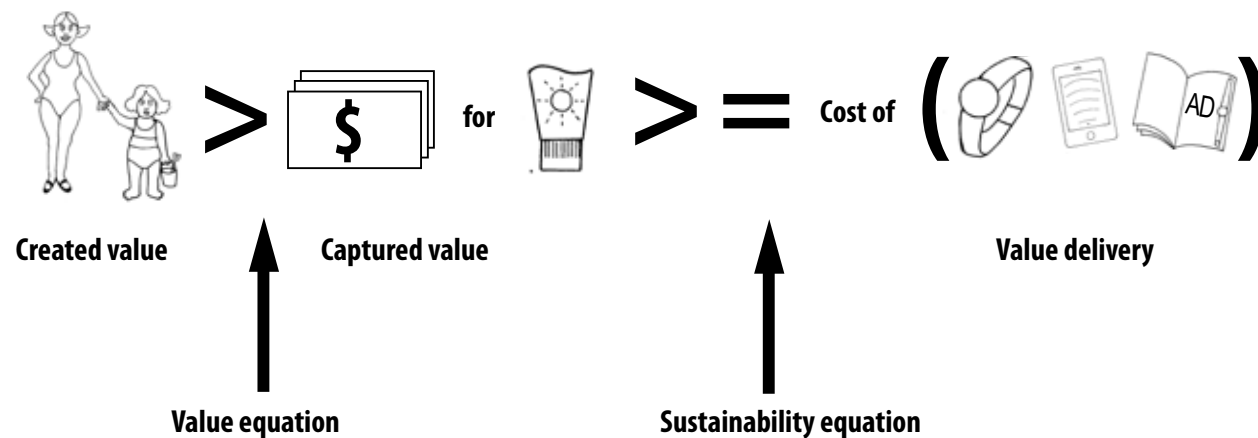 > $ for > = Cost of ( AD )
Created value Captured value Value delivery
Value equation Sustainability equation